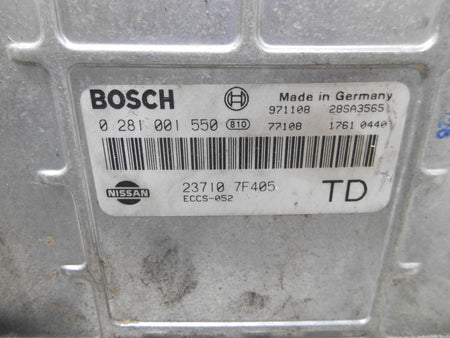 BOSCH
Made in Germany
971108 28SA3565
0 281 001 550 B10 77108 1761 0440
NISSAN
23710 7F405 TD
ECCS-052